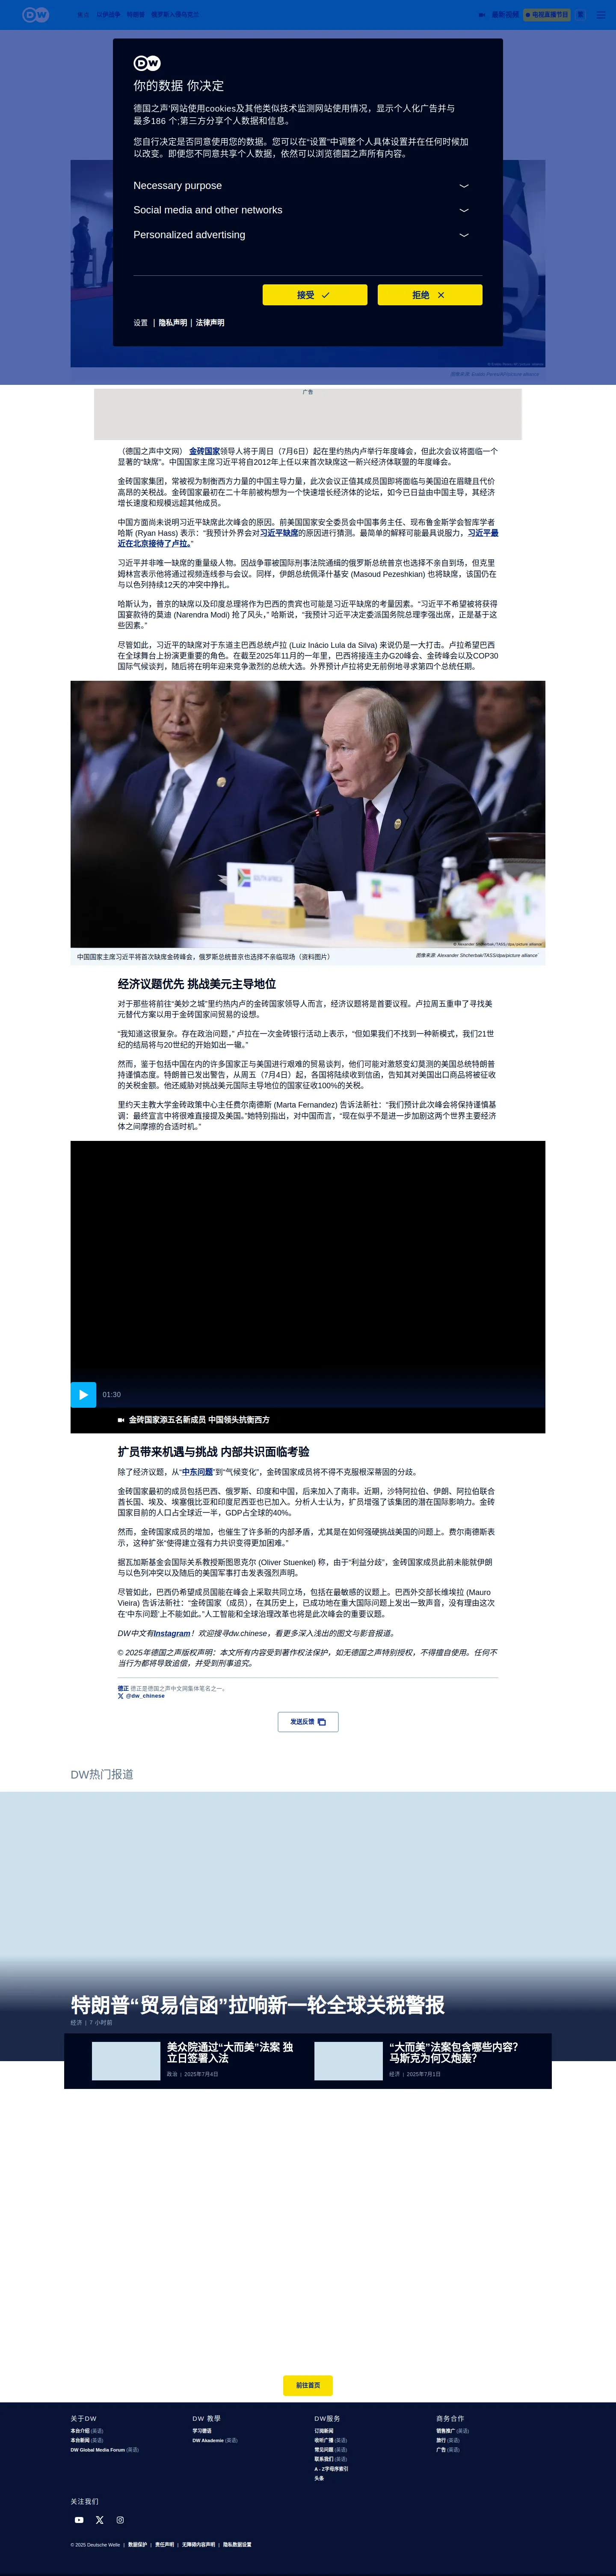 DW
最新视频
电视直播节目
DW
你的数据 你决定
德国之声'网站使用cookies及其他类似技术监测网站使用情况，显示个人化广告并与
最多186 个;第三方分享个人数据和信息。
您自行决定是否同意使用您的数据。您可以在“设置”中调整个人具体设置并在任何时候加
以改变。即便您不同意共享个人数据，依然可以浏览德国之声所有内容。
Necessary purpose
Social media and other networks
Personalized advertising
接受
拒绝
设置 | 隐私声明 | 法律声明
广告
（德国之声中文网） 金砖国家领导人将于周日（7月6日）起在里约热内卢举行年度峰会，但此次会议将面临一个
显著的“缺席”。中国国家主席习近平将自2012年上任以来首次缺席这一新兴经济体联盟的年度峰会。
金砖国家集团，常被视为制衡西方力量的中国主导力量，此次会议正值其成员国即将面临与美国迫在眉睫且代价
高昂的关税战。金砖国家最初在二十年前被构想为一个快速增长经济体的论坛，如今已日益由中国主导，其经济
增长速度和规模远超其他成员。
中国方面尚未说明习近平缺席此次峰会的原因。前美国国家安全委员会中国事务主任、现布鲁金斯学会智库学者
哈斯 (Ryan Hass) 表示：“我预计外界会对习近平缺席的原因进行猜测。最简单的解释可能最具说服力，习近平最
近在北京接待了卢拉。”
习近平并非唯一缺席的重量级人物。因战争罪被国际刑事法院通缉的俄罗斯总统普京也选择不亲自到场，但克里
姆林宫表示他将通过视频连线参与会议。同样，伊朗总统佩泽什基安 (Masoud Pezeshkian) 也将缺席，该国仍在
与以色列持续12天的冲突中挣扎。
哈斯认为，普京的缺席以及印度总理将作为巴西的贵宾也可能是习近平缺席的考量因素。“习近平不希望被将获得
国宴款待的莫迪 (Narendra Modi) 抢了风头，” 哈斯说，“我预计习近平决定委派国务院总理李强出席，正是基于这
些因素。”
尽管如此，习近平的缺席对于东道主巴西总统卢拉 (Luiz Inácio Lula da Silva) 来说仍是一大打击。卢拉希望巴西
在全球舞台上扮演更重要的角色。在截至2025年11月的一年里，巴西将接连主办G20峰会、金砖峰会以及COP30
国际气候谈判，随后将在明年迎来竞争激烈的总统大选。外界预计卢拉将史无前例地寻求第四个总统任期。
SOUTH AFRICA
© Alexander Shcherbak/TASS/dpa/picture alliance
中国国家主席习近平将首次缺席金砖峰会，俄罗斯总统普京也选择不亲临现场（资料图片）
图像来源: Alexander Shcherbak/TASS/dpa/picture alliance
经济议题优先 挑战美元主导地位
对于那些将前往“美妙之城”里约热内卢的金砖国家领导人而言，经济议题将是首要议程。卢拉周五重申了寻找美
元替代方案以用于金砖国家间贸易的设想。
“我知道这很复杂。存在政治问题，” 卢拉在一次金砖银行活动上表示，“但如果我们不找到一种新模式，我们21世
纪的结局将与20世纪的开始如出一辙。”
然而，鉴于包括中国在内的许多国家正与美国进行艰难的贸易谈判，他们可能对激怒变幻莫测的美国总统特朗普
持谨慎态度。特朗普已发出警告，从周五（7月4日）起，各国将陆续收到信函，告知其对美国出口商品将被征收
的关税金额。他还威胁对挑战美元国际主导地位的国家征收100%的关税。
里约天主教大学金砖政策中心主任费尔南德斯 (Marta Fernandez) 告诉法新社：“我们预计此次峰会将保持谨慎基
调：最终宣言中将很难直接提及美国。”她特别指出，对中国而言，“现在似乎不是进一步加剧这两个世界主要经济
体之间摩擦的合适时机。”
01:30
金砖国家添五名新成员 中国领头抗衡西方
扩员带来机遇与挑战 内部共识面临考验
除了经济议题，从“中东问题”到“气候变化”，金砖国家成员将不得不克服根深蒂固的分歧。
金砖国家最初的成员包括巴西、俄罗斯、印度和中国，后来加入了南非。近期，沙特阿拉伯、伊朗、阿拉伯联合
酋长国、埃及、埃塞俄比亚和印度尼西亚也已加入。分析人士认为，扩员增强了该集团的潜在国际影响力。金砖
国家目前的人口占全球近一半，GDP占全球的40%。
然而，金砖国家成员的增加，也催生了许多新的内部矛盾，尤其是在如何强硬挑战美国的问题上。费尔南德斯表
示，这种扩张“使得建立强有力共识变得更加困难。”
据瓦加斯基金会国际关系教授斯图恩克尔 (Oliver Stuenkel) 称，由于“利益分歧”，金砖国家成员此前未能就伊朗
与以色列冲突以及随后的美国军事打击发表强烈声明。
尽管如此，巴西仍希望成员国能在峰会上采取共同立场，包括在最敏感的议题上。巴西外交部长维埃拉 (Mauro
Vieira) 告诉法新社：“金砖国家（成员），在其历史上，已成功地在重大国际问题上发出一致声音，没有理由这次
在‘中东问题’上不能如此。”人工智能和全球治理改革也将是此次峰会的重要议题。
DW中文有Instagram！欢迎搜寻dw.chinese，看更多深入浅出的图文与影音报道。
© 2025年德国之声版权声明：本文所有内容受到著作权法保护，如无德国之声特别授权，不得擅自使用。任何不
当行为都将导致追偿，并受到刑事追究。
德正 德正是德国之声中文网集体笔名之一。
@dw_chinese
发送反馈
DW热门报道
特朗普“贸易信函”拉响新一轮全球关税警报
经济 | 7 小时前
美众院通过“大而美”法案 独
立日签署入法
政治 | 2025年7月4日
“大而美”法案包含哪些内容？
马斯克为何又炮轰？
经济 | 2025年7月1日
前往首页
关于DW
本台介绍 (英语)
本台新闻 (英语)
DW Global Media Forum (英语)
DW 教學
学习德语
DW Akademie (英语)
DW服务
订阅新闻
收听广播 (英语)
常见问题 (英语)
联系我们 (英语)
A - Z字母序索引
头条
商务合作
销售推广 (英语)
旅行 (英语)
广告 (英语)
关注我们
© 2025 Deutsche Welle | 数据保护 | 责任声明 | 无障碍内容声明 | 隐私数据设置